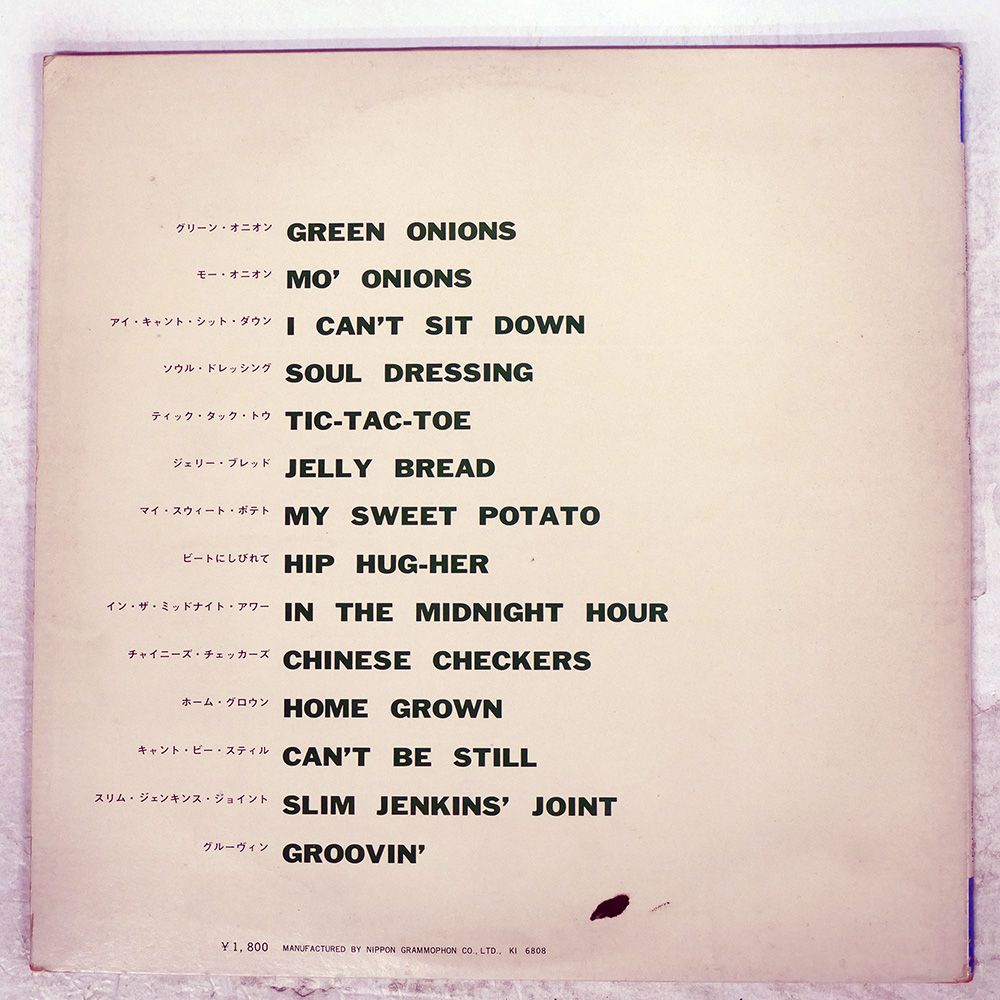 グリーン・オニオン GREEN ONIONS
モー・オニオン MO' ONIONS
アイ・キャント・シット・ダウン I CAN'T SIT DOWN
ソウル・ドレッシング SOUL DRESSING
ティック・タック・トウ TIC-TAC-TOE
ジェリー・ブレッド JELLY BREAD
マイ・スウィート・ポテト MY SWEET POTATO
ビートにしびれて HIP HUG-HER
イン・ザ・ミッドナイト・アワー IN THE MIDNIGHT HOUR
チャイニーズ・チェッカーズ CHINESE CHECKERS
ホーム・グロウン HOME GROWN
キャント・ビー・スティル CAN'T BE STILL
スリム・ジェンキンス・ジョイント SLIM JENKINS' JOINT
グルーヴィン GROOVIN'
¥1,800 MANUFACTURED BY NIPPON GRAMMOPHON CO., LTD., KI 6808